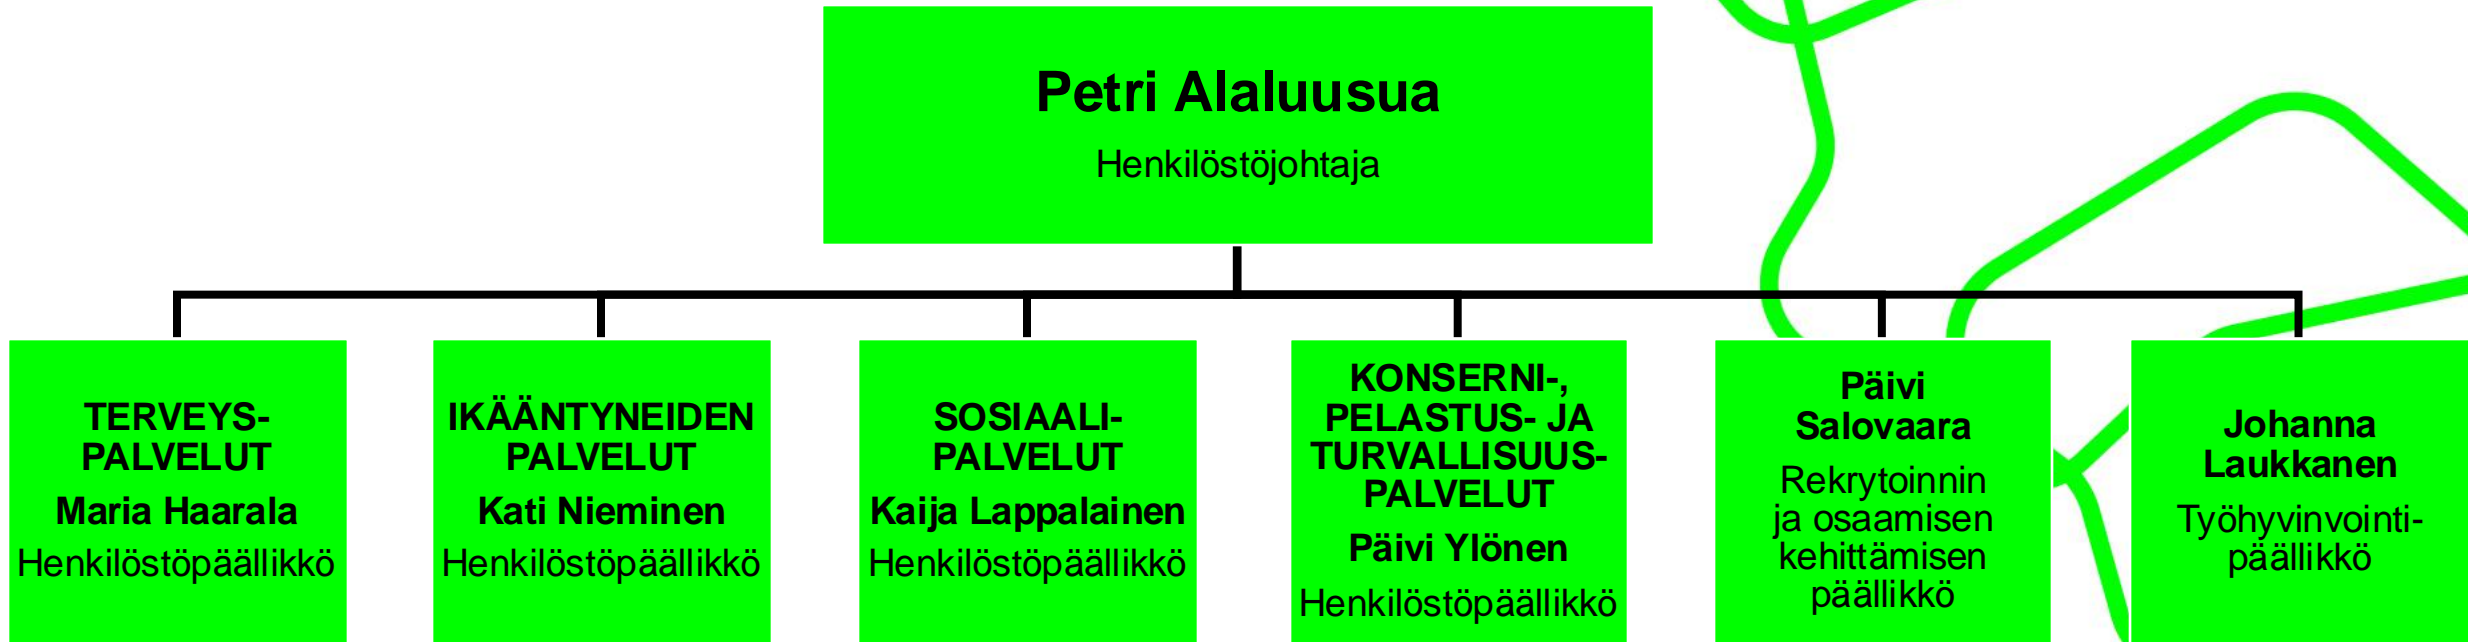 Petri Alaluusua
Henkilöstöjohtaja
TERVEYS-
PALVELUT
Maria Haarala
Henkilöstöpäällikkö
IKÄÄNTYNEIDEN
PALVELUT
Kati Nieminen
Henkilöstöpäällikkö
SOSIAALI-
PALVELUT
Kaija Lappalainen
Henkilöstöpäällikkö
KONSERNI-,
PELASTUS- JA
TURVALLISUUS-
PALVELUT
Päivi Ylönen
Henkilöstöpäällikkö
Päivi
Salovaara
Rekrytoinnin
ja osaamisen
kehittämisen
päällikkö
Johanna
Laukkanen
Työhyvinvointi-
päällikkö